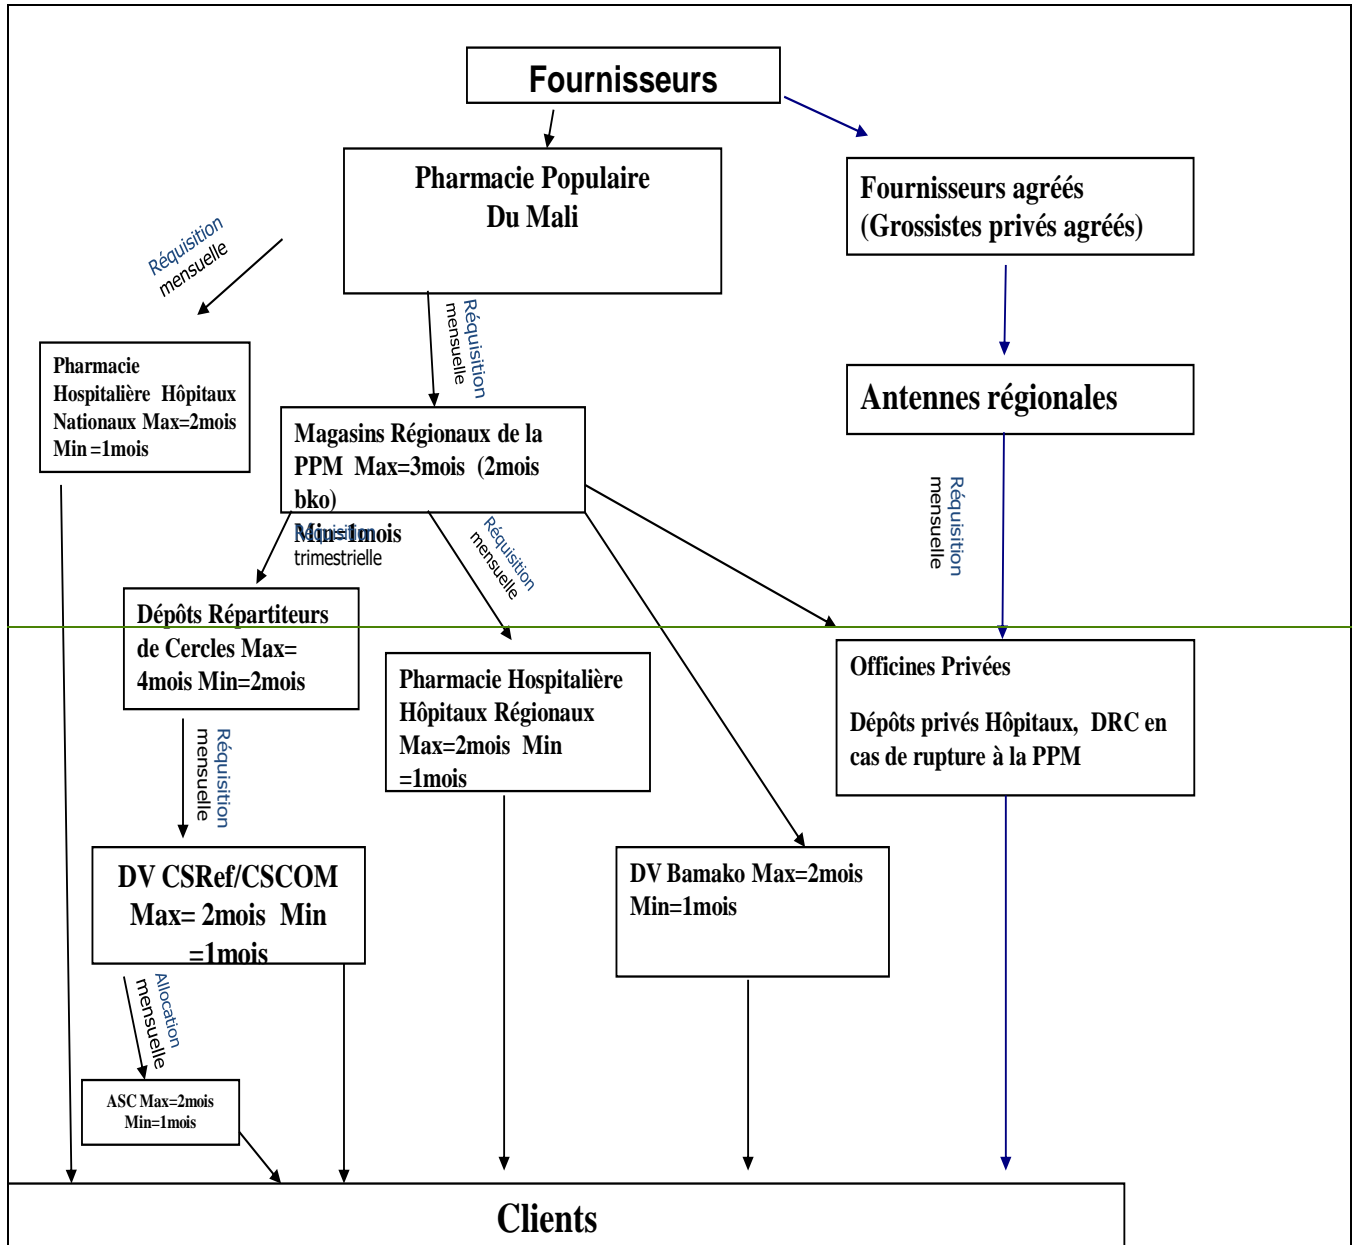 Fournisseurs
Pharmacie Populaire
Du Mali
Fournisseurs agréés
(Grossistes privés agréés)
Réquisition
mensuelle
Réquisition
mensuelle
Pharmacie
Hospitalière Hôpitaux
Nationaux Max=2mois
Min =1mois
Antennes régionales
Magasins Régionaux de la
PPM Max=3mois (2mois
bko)
Min=1mois
Réquisition
trimestrielle
Réquisition
mensuelle
Réquisition
mensuelle
Dépôts Répartiteurs
de Cercles Max=
4mois Min=2mois
Pharmacie Hospitalière
Hôpitaux Régionaux
Max=2mois Min
=1mois
Officines Privées
Dépôts privés Hôpitaux, DRC en
cas de rupture à la PPM
Réquisition
mensuelle
DV CSRef/CSCOM
Max= 2mois Min
=1mois
DV Bamako Max=2mois
Min=1mois
Allocation
mensuelle
ASC Max=2mois
Min=1mois
Clients